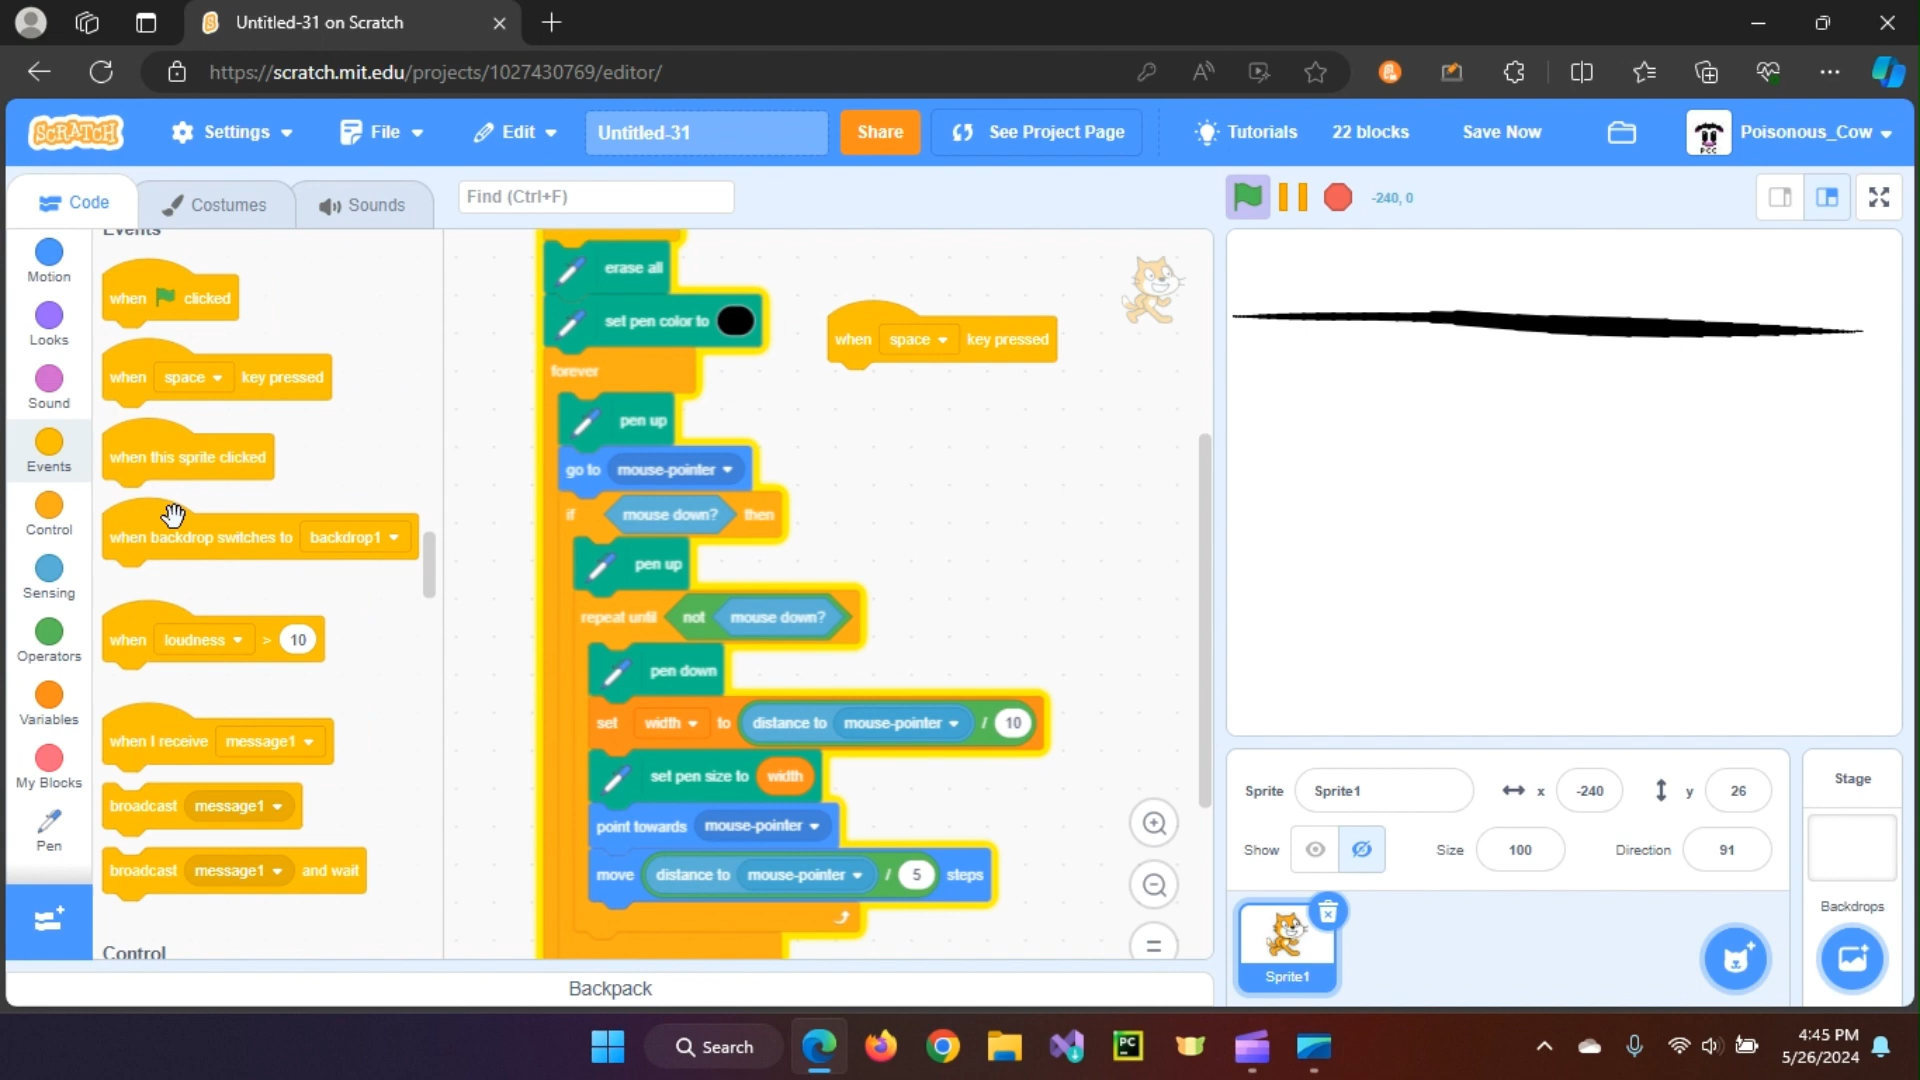 Untitled-31 on Scratch
https://scratch.mit.edu/projects/1027430769/editor/
SCRATCH
Settings
File
Edit
Untitled-31
Share
See Project Page
Tutorials
22 blocks
Save Now
Poisonous_Cow
Code
Costumes
Sounds
Find (Ctrl+F)
-240, 0
Motion
Looks
Sound
Events
Control
Sensing
Operators
Variables
My Blocks
Pen
Events
when clicked
when space key pressed
when this sprite clicked
when backdrop switches to backdrop1
when loudness > 10
when I receive message1
broadcast message1
broadcast message1 and wait
Control
erase all
set pen color to
forever
pen up
go to mouse-pointer
if mouse down? then
pen up
repeat until not mouse down?
pen down
set width to distance to mouse-pointer / 10
set pen size to width
point towards mouse-pointer
move distance to mouse-pointer / 5 steps
when space key pressed
Backpack
Sprite Sprite1 x -240 y 26
Show Size 100 Direction 91
Sprite1
Stage
Backdrops
Search
PC
4:45 PM
5/26/2024